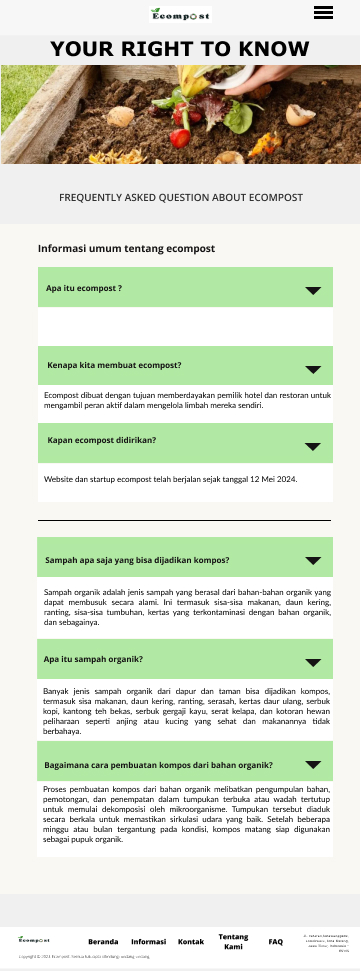 Ecompost
YOUR RIGHT TO KNOW
FREQUENTLY ASKED QUESTION ABOUT ECOMPOST
Informasi umum tentang ecompost
Apa itu ecompost ?
Kenapa kita membuat ecompost?
Ecompost dibuat dengan tujuan memberdayakan pemilik hotel dan restoran untuk
mengambil peran aktif dalam mengelola limbah mereka sendiri.
Kapan ecompost didirikan?
Website dan startup ecompost telah berjalan sejak tanggal 12 Mei 2024.
Sampah apa saja yang bisa dijadikan kompos?
Sampah organik adalah jenis sampah yang berasal dari bahan-bahan organik yang
dapat membusuk secara alami. Ini termasuk sisa-sisa makanan, daun kering,
ranting, sisa-sisa tumbuhan, kertas yang terkontaminasi dengan bahan organik,
dan sebagainya.
Apa itu sampah organik?
Banyak jenis sampah organik dari dapur dan taman bisa dijadikan kompos,
termasuk sisa makanan, daun kering, ranting, serasah, kertas daur ulang, serbuk
kopi, kantong teh bekas, serbuk gergaji kayu, serat kelapa, dan kotoran hewan
peliharaan seperti anjing atau kucing yang sehat dan makanannya tidak
berbahaya.
Bagaimana cara pembuatan kompos dari bahan organik?
Proses pembuatan kompos dari bahan organik melibatkan pengumpulan bahan,
pemotongan, dan penempatan dalam tumpukan terbuka atau wadah tertutup
untuk memulai dekomposisi oleh mikroorganisme. Tumpukan tersebut diaduk
secara berkala untuk memastikan sirkulasi udara yang baik. Setelah beberapa
minggu atau bulan tergantung pada kondisi, kompos matang siap digunakan
sebagai pupuk organik.
Ecompost
Beranda Informasi Kontak Tentang Kami FAQ